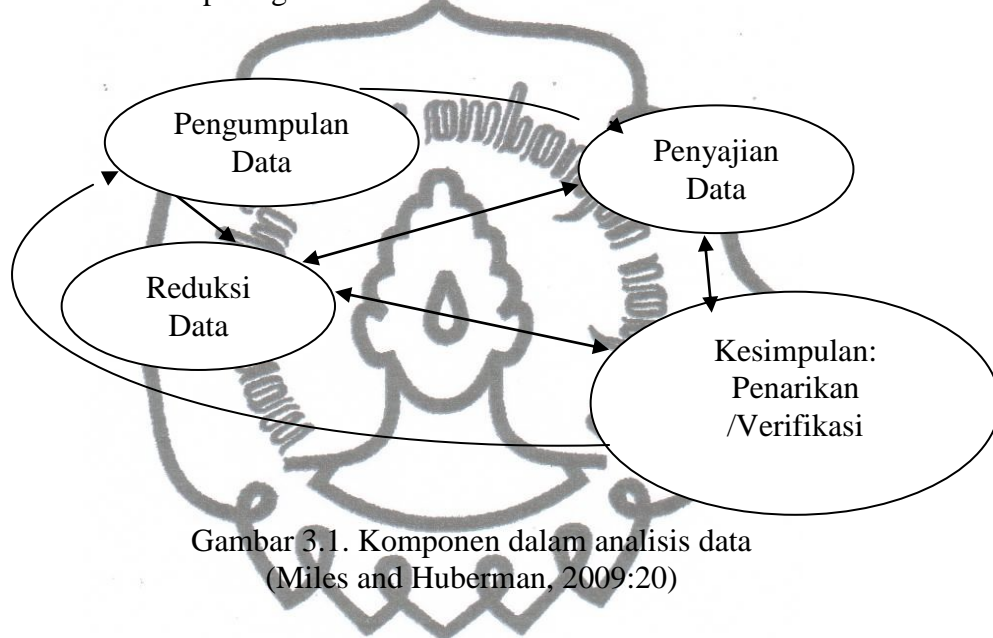 Pengumpulan
Data
Penyajian
Data
Reduksi
Data
Kesimpulan:
Penarikan
/Verifikasi
Gambar 3.1. Komponen dalam analisis data
(Miles and Huberman, 2009:20)